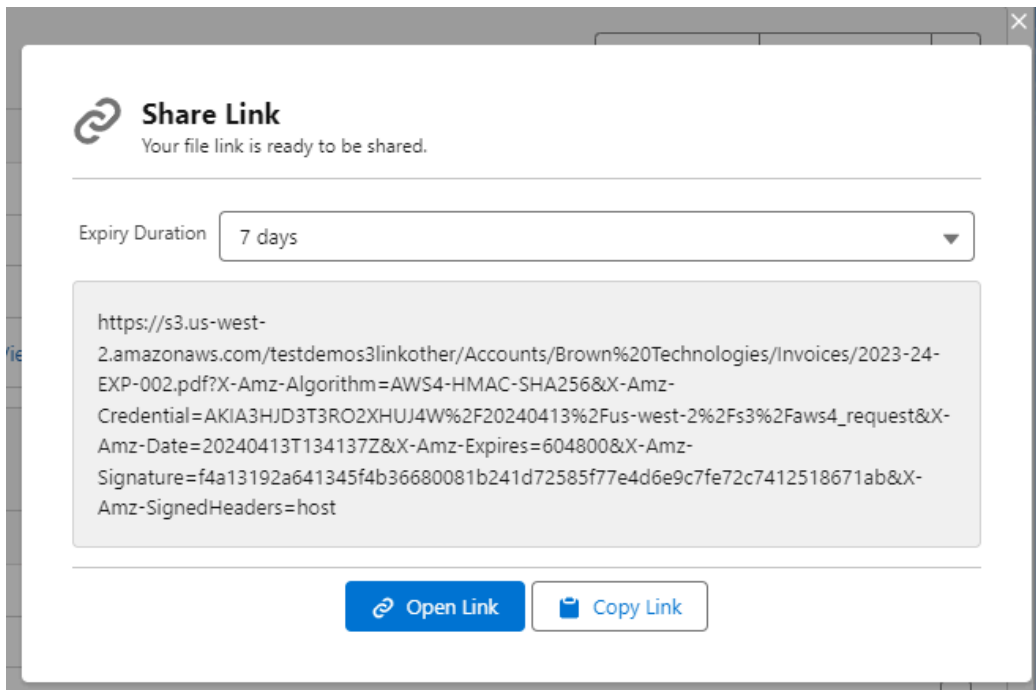 Share Link
Your file link is ready to be shared.
Expiry Duration
7 days
https://s3.us-west-
2.amazonaws.com/testdemos3linkother/Accounts/Brown%20Technologies/Invoices/2023-24-
EXP-002.pdf?X-Amz-Algorithm=AWS4-HMAC-SHA256&X-Amz-
Credential=AKIA3HJD3T3RO2XHUJ4W%2F20240413%2Fus-west-2%2Fs3%2Faws4_request&X-
Amz-Date=20240413T134137Z&X-Amz-Expires=604800&X-Amz-
Signature=f4a13192a641345f4b36680081b241d72585f77e4d6e9c7fe72c7412518671ab&X-
Amz-SignedHeaders=host
Open Link
Copy Link